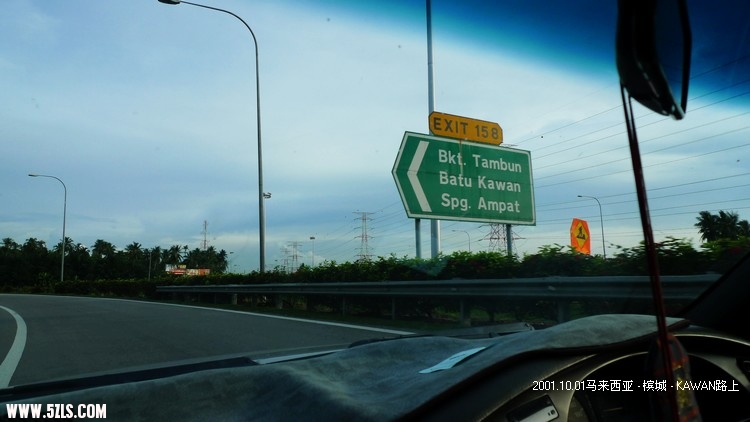 EXIT 158
Bkt. Tambun
Batu Kawan
Spg. Ampat
2001.10.01马来西亚 - 槟城 - KAWAN路上
WWW.5ZLS.COM